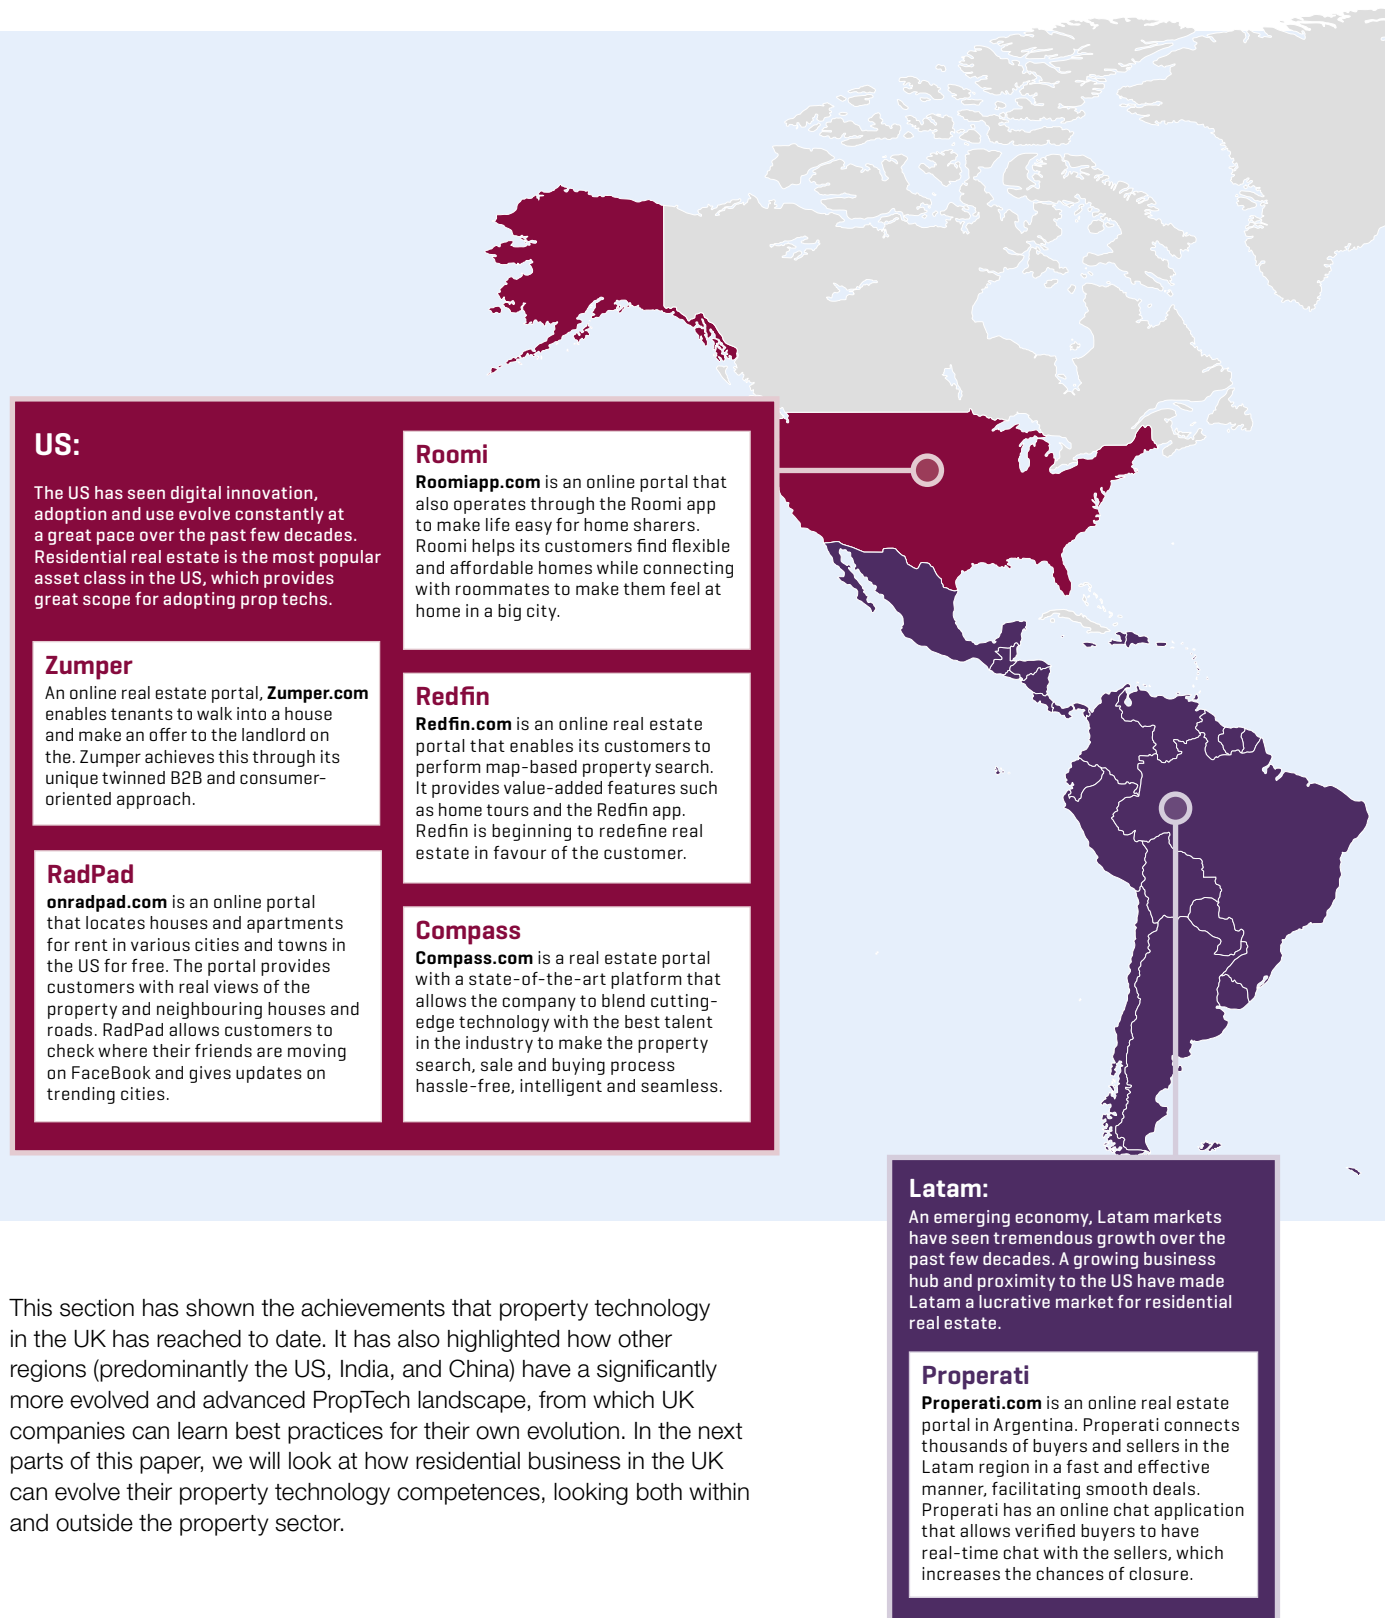 US:
The US has seen digital innovation,
adoption and use evolve constantly at
a great pace over the past few decades.
Residential real estate is the most popular
asset class in the US, which provides
great scope for adopting prop techs.
Zumper
An online real estate portal, Zumper.com
enables tenants to walk into a house
and make an offer to the landlord on
the. Zumper achieves this through its
unique twinned B2B and consumer-
oriented approach.
RadPad
onradpad.com is an online portal
that locates houses and apartments
for rent in various cities and towns in
the US for free. The portal provides
customers with real views of the
property and neighbouring houses and
roads. RadPad allows customers to
check where their friends are moving
on FaceBook and gives updates on
trending cities.
Roomi
Roomiapp.com is an online portal that
also operates through the Roomi app
to make life easy for home sharers.
Roomi helps its customers find flexible
and affordable homes while connecting
with roommates to make them feel at
home in a big city.
Redfin
Redfin.com is an online real estate
portal that enables its customers to
perform map-based property search.
It provides value-added features such
as home tours and the Redfin app.
Redfin is beginning to redefine real
estate in favour of the customer.
Compass
Compass.com is a real estate portal
with a state-of-the-art platform that
allows the company to blend cutting-
edge technology with the best talent
in the industry to make the property
search, sale and buying process
hassle-free, intelligent and seamless.
Latam:
An emerging economy, Latam markets
have seen tremendous growth over the
past few decades. A growing business
hub and proximity to the US have made
Latam a lucrative market for residential
real estate.
Properati
Properati.com is an online real estate
portal in Argentina. Properati connects
thousands of buyers and sellers in the
Latam region in a fast and effective
manner, facilitating smooth deals.
Properati has an online chat application
that allows verified buyers to have
real-time chat with the sellers, which
increases the chances of closure.
This section has shown the achievements that property technology
in the UK has reached to date. It has also highlighted how other
regions (predominantly the US, India, and China) have a significantly
more evolved and advanced PropTech landscape, from which UK
companies can learn best practices for their own evolution. In the next
parts of this paper, we will look at how residential business in the UK
can evolve their property technology competences, looking both within
and outside the property sector.